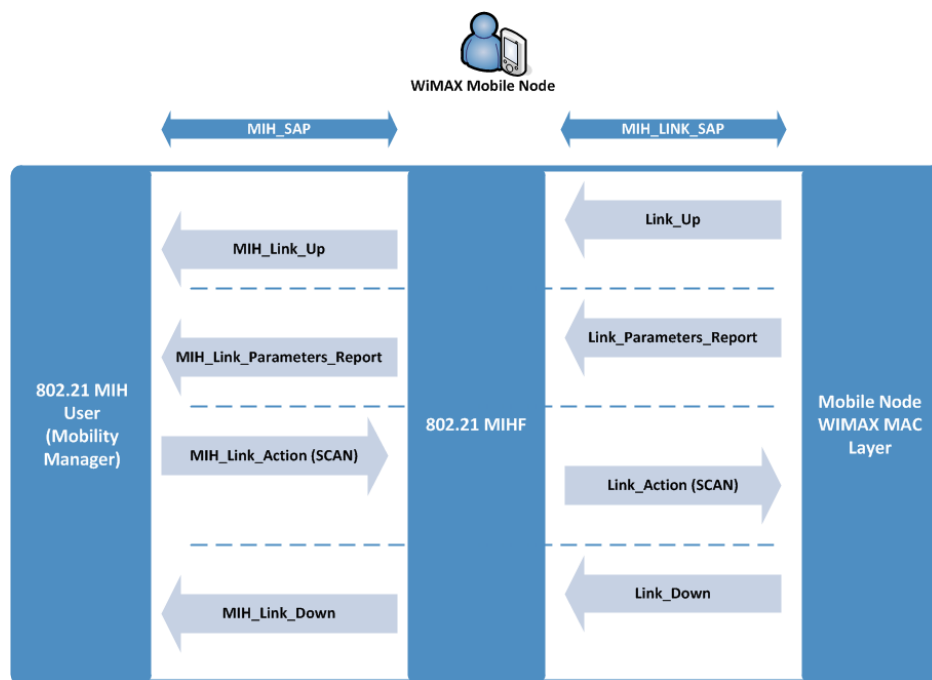 WiMAX Mobile Node
MIH_SAP
MIH_LINK_SAP
Link_Up
MIH_Link_Up
Link_Parameters_Report
MIH_Link_Parameters_Report
802.21 MIH
User
(Mobility
Manager)
802.21 MIHF
Mobile Node
WIMAX MAC
Layer
MIH_Link_Action (SCAN)
Link_Action (SCAN)
Link_Down
MIH_Link_Down